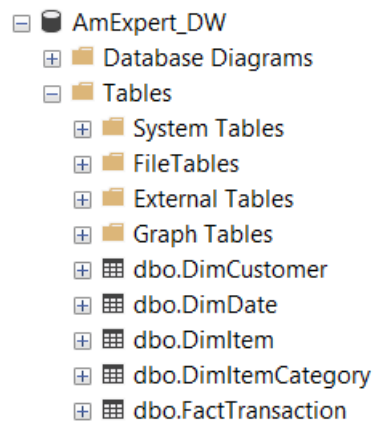 AmExpert_DW
Database Diagrams
Tables
System Tables
FileTables
External Tables
Graph Tables
dbo.DimCustomer
dbo.DimDate
dbo.DimItem
dbo.DimItemCategory
dbo.FactTransaction